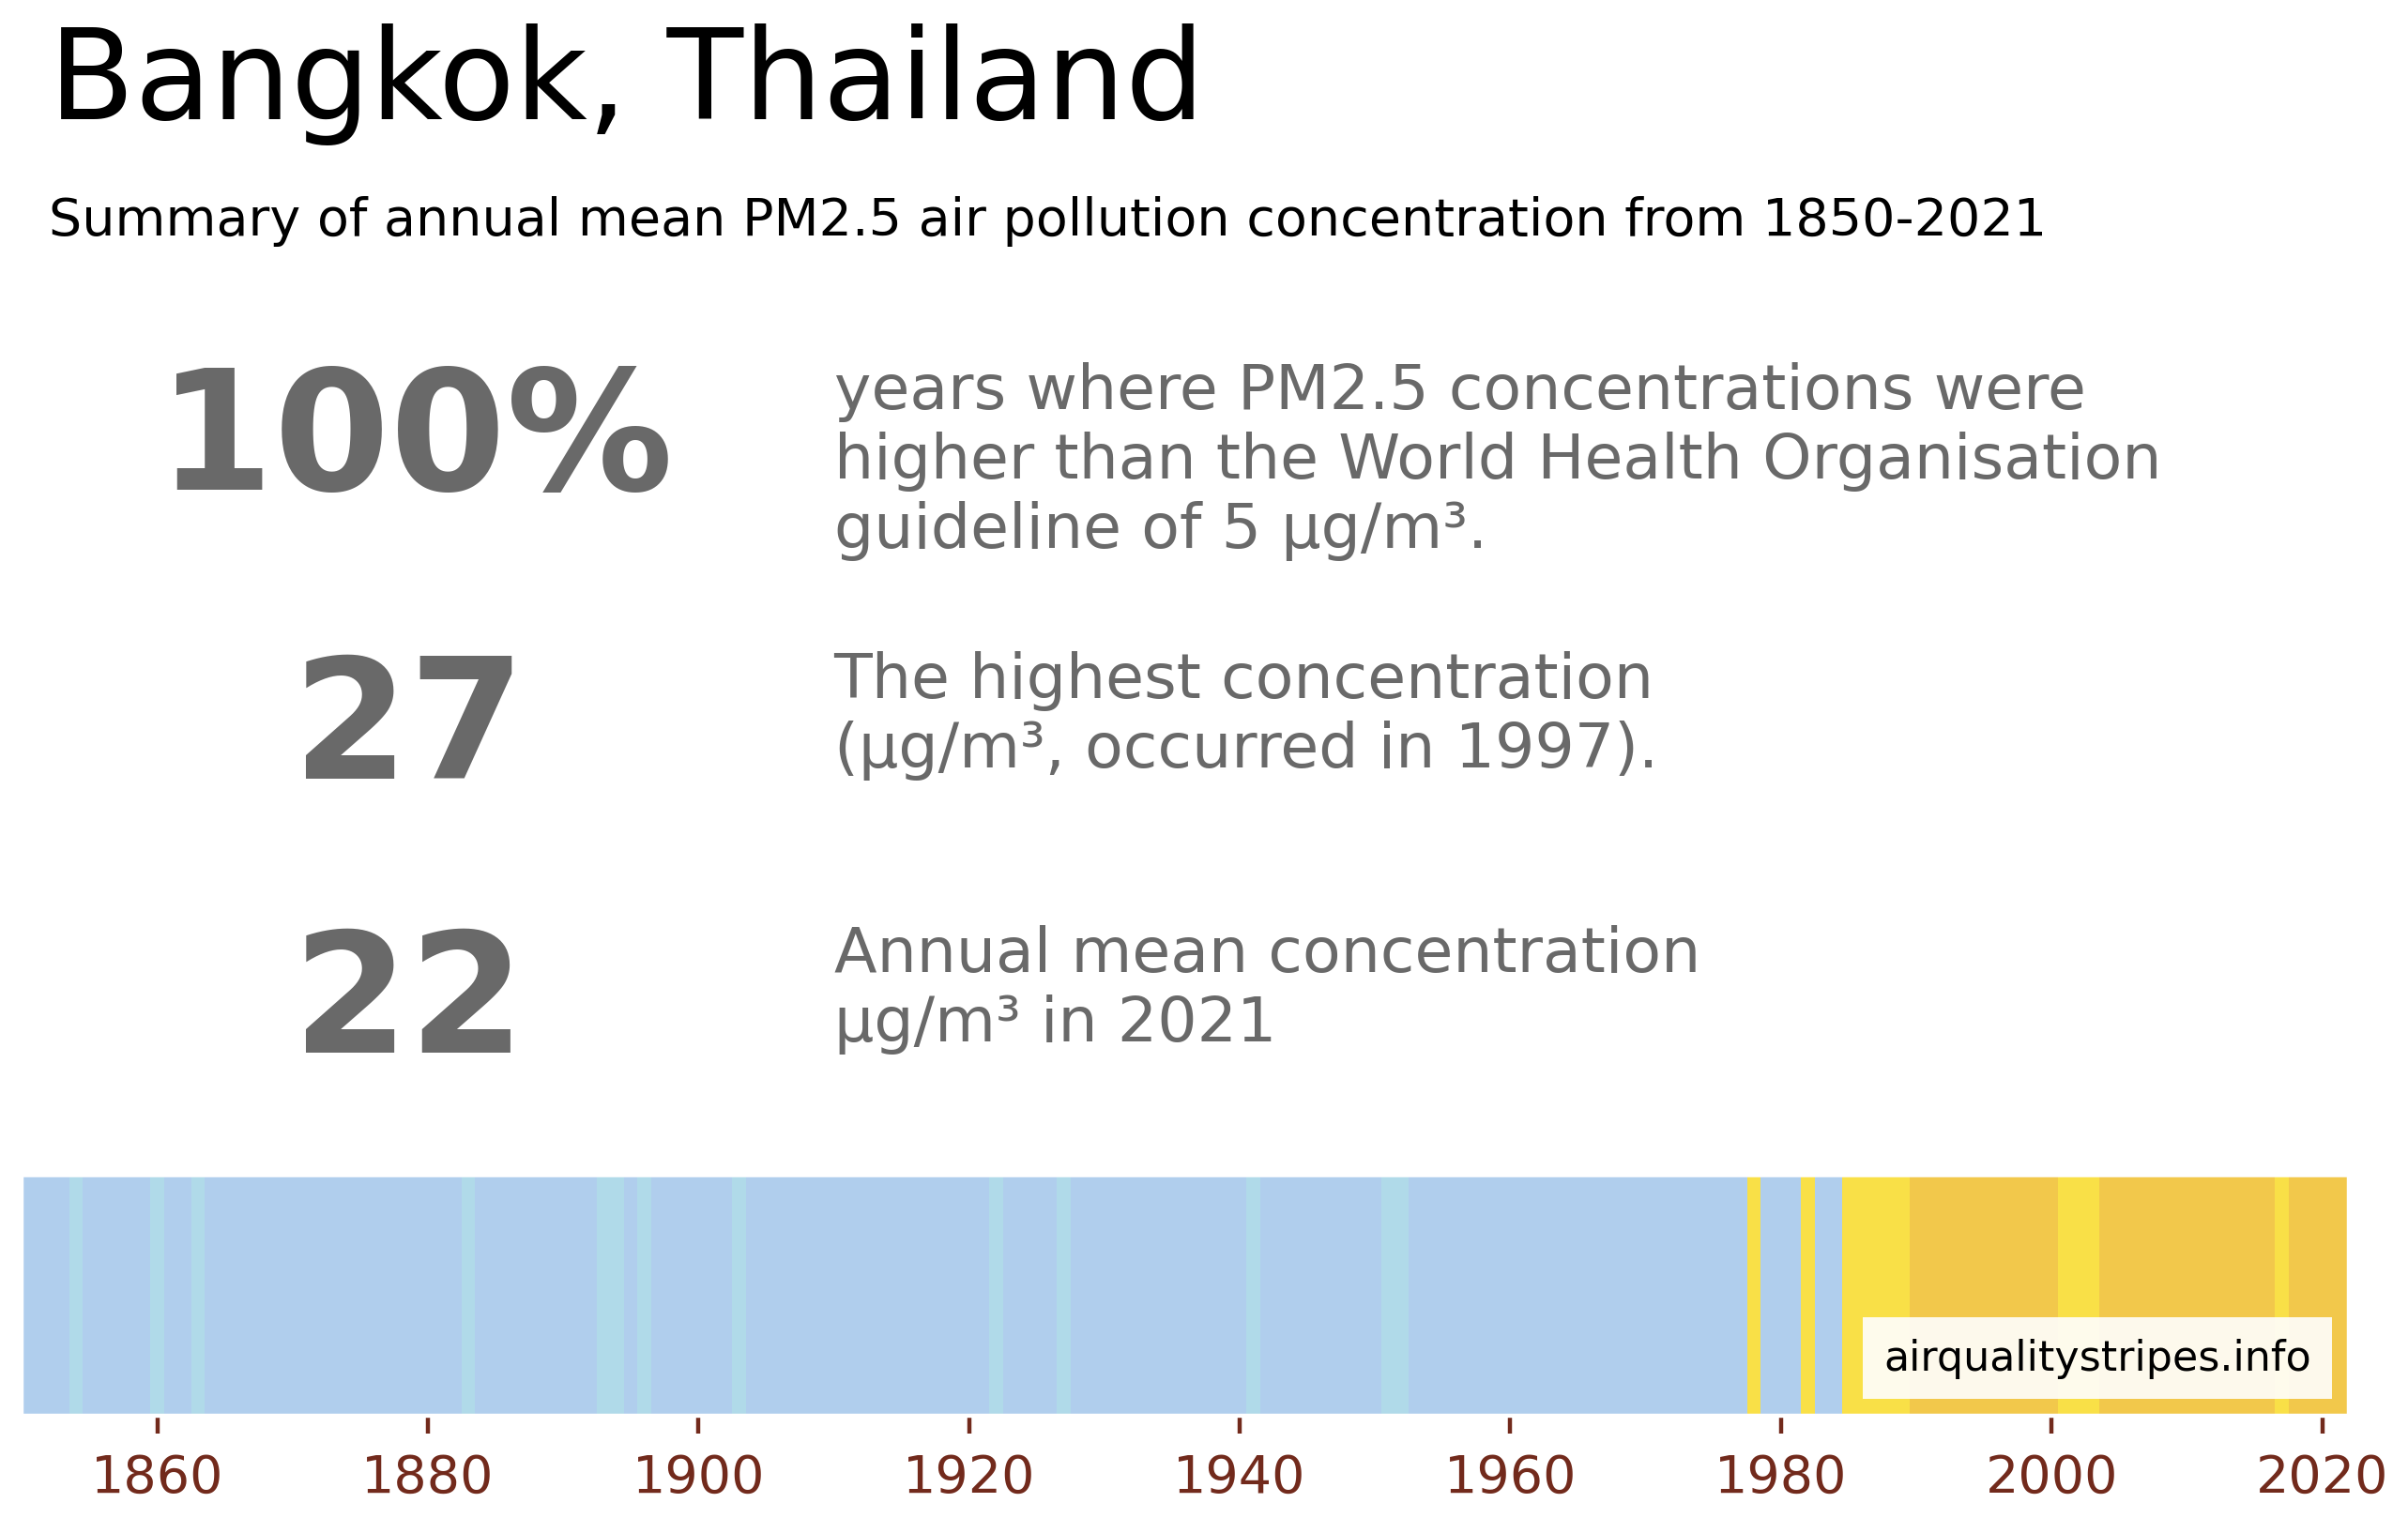 Bangkok, Thailand
Summary of annual mean PM2.5 air pollution concentration from 1850-2021
100%
years where PM2.5 concentrations were
higher than the World Health Organisation
guideline of 5 µg/m³.
27
The highest concentration
(µg/m³, occurred in 1997).
22
Annual mean concentration
µg/m³ in 2021
airqualitystripes.info
1860 1880 1900 1920 1940 1960 1980 2000 2020